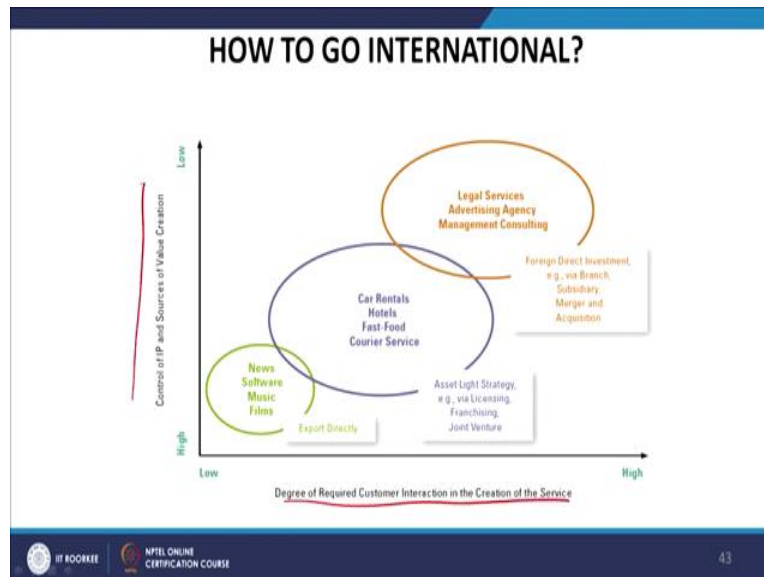 HOW TO GO INTERNATIONAL?
Low
Control of IP and Sources of Value Creation
High
Legal Services
Advertising Agency
Management Consulting
Foreign Direct Investment,
e.g., via Branch,
Subsidiary,
Merger and
Acquisition
Car Rentals
Hotels
Fast-Food
Courier Service
Asset Light Strategy,
e.g., via Licensing,
Franchising,
Joint Venture
News
Software
Music
Films
Export Directly
Low
High
Degree of Required Customer Interaction in the Creation of the Service
IIT ROORKEE
NPTEL ONLINE
CERTIFICATION COURSE
43